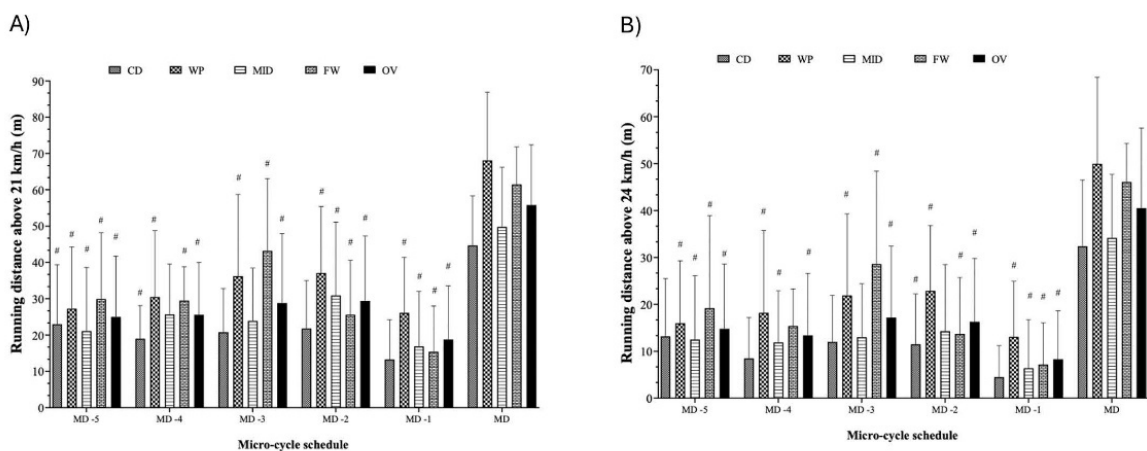 A)
CD WP MID FW OV
Running distance above 21 km/h (m)
90
80
70
60
50
40
30
20
10
0
# # # # #
# # # #
# # #
# # # #
# # # #
MD -5 MD -4 MD -3 MD -2 MD -1 MD
Micro-cycle schedule
B)
CD WP MID FW OV
Running distance above 24 km/h (m)
70
60
50
40
30
20
10
0
# # # #
# # #
# # #
# # # #
# # # #
MD -5 MD -4 MD -3 MD -2 MD -1 MD
Micro-cycle schedule